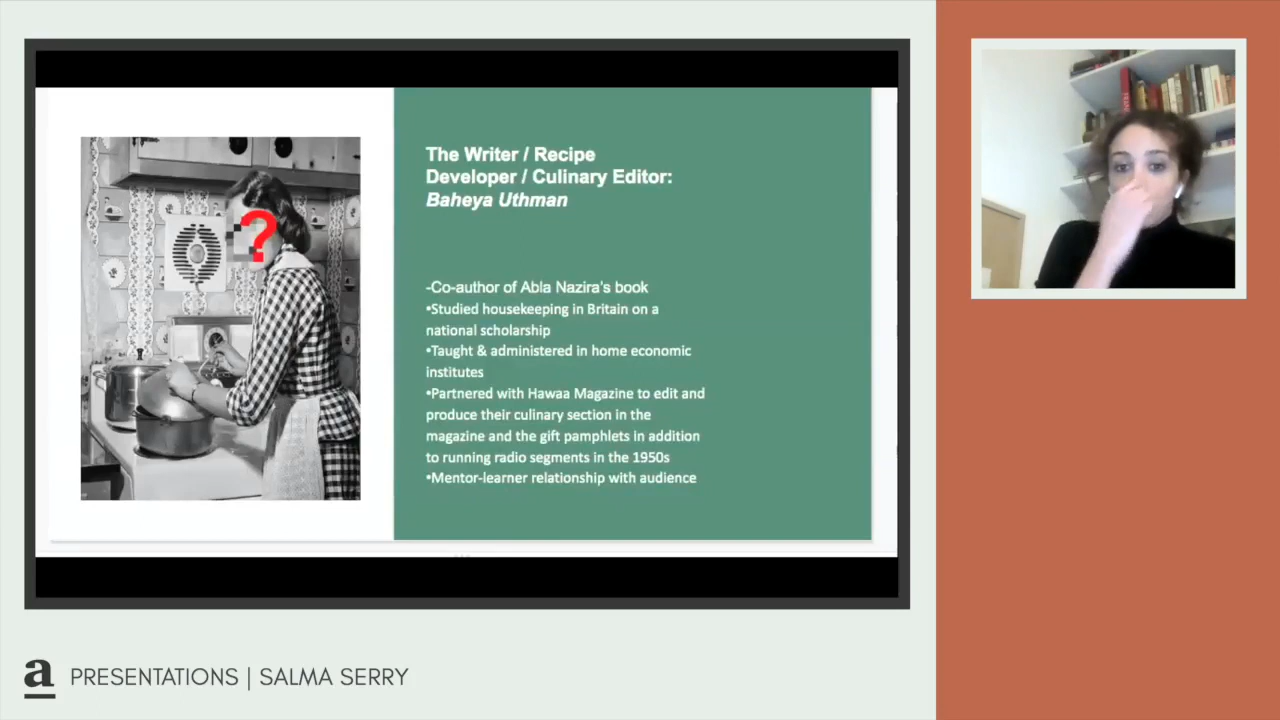 The Writer / Recipe
Developer / Culinary Editor:
Baheya Uthman
-Co-author of Abla Nazira's book
•Studied housekeeping in Britain on a
national scholarship
•Taught & administered in home economic
institutes
•Partnered with Hawaa Magazine to edit and
produce their culinary section in the
magazine and the gift pamphlets in addition
to running radio segments in the 1950s
•Mentor-learner relationship with audience
?
a PRESENTATIONS | SALMA SERRY